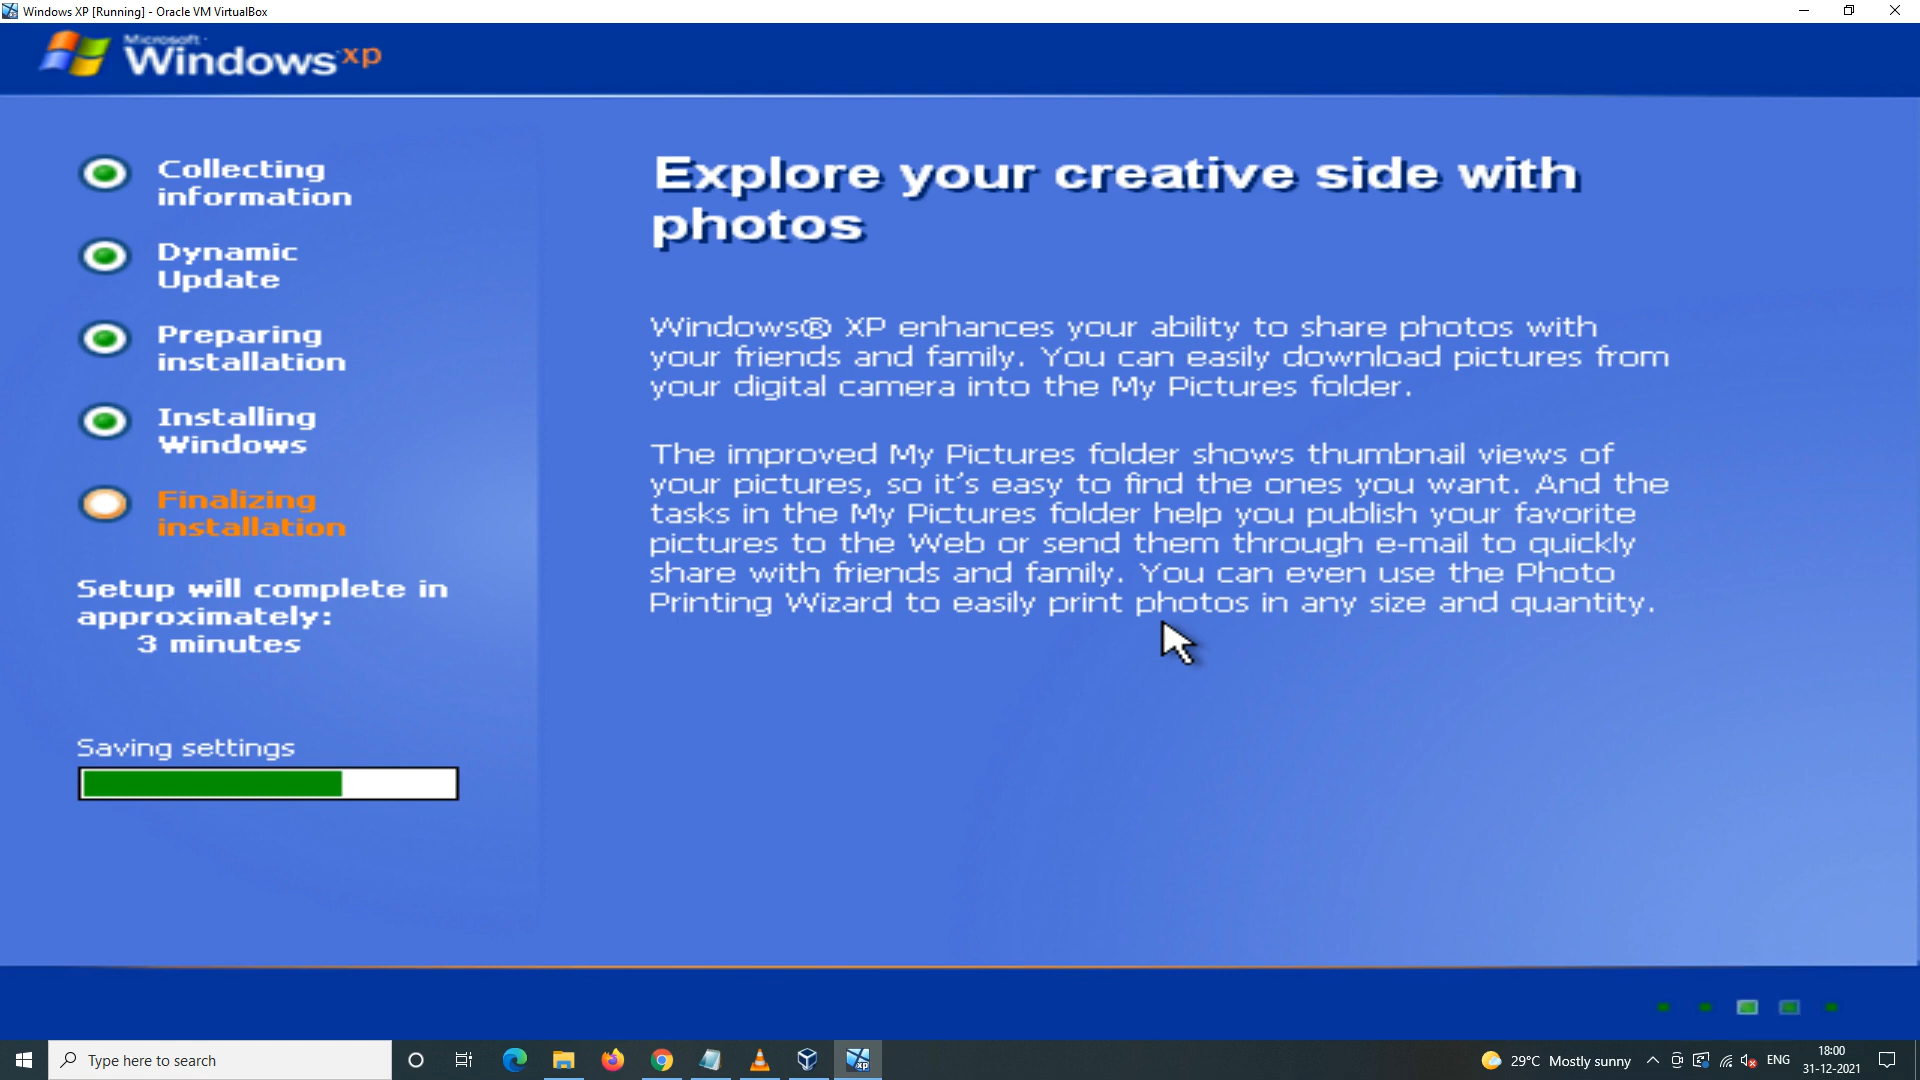 Windows XP [Running] - Oracle VM VirtualBox
Microsoft
Windows xp
Collecting
information
Dynamic
Update
Preparing
installation
Installing
Windows
Finalizing
installation
Setup will complete in
approximately:
3 minutes
Saving settings
Explore your creative side with
photos
Windows® XP enhances your ability to share photos with
your friends and family. You can easily download pictures from
your digital camera into the My Pictures folder.
The improved My Pictures folder shows thumbnail views of
your pictures, so it's easy to find the ones you want. And the
tasks in the My Pictures folder help you publish your favorite
pictures to the Web or send them through e-mail to quickly
share with friends and family. You can even use the Photo
Printing Wizard to easily print photos in any size and quantity.
Type here to search
xp
29°C Mostly sunny
ENG
18:00
31-12-2021